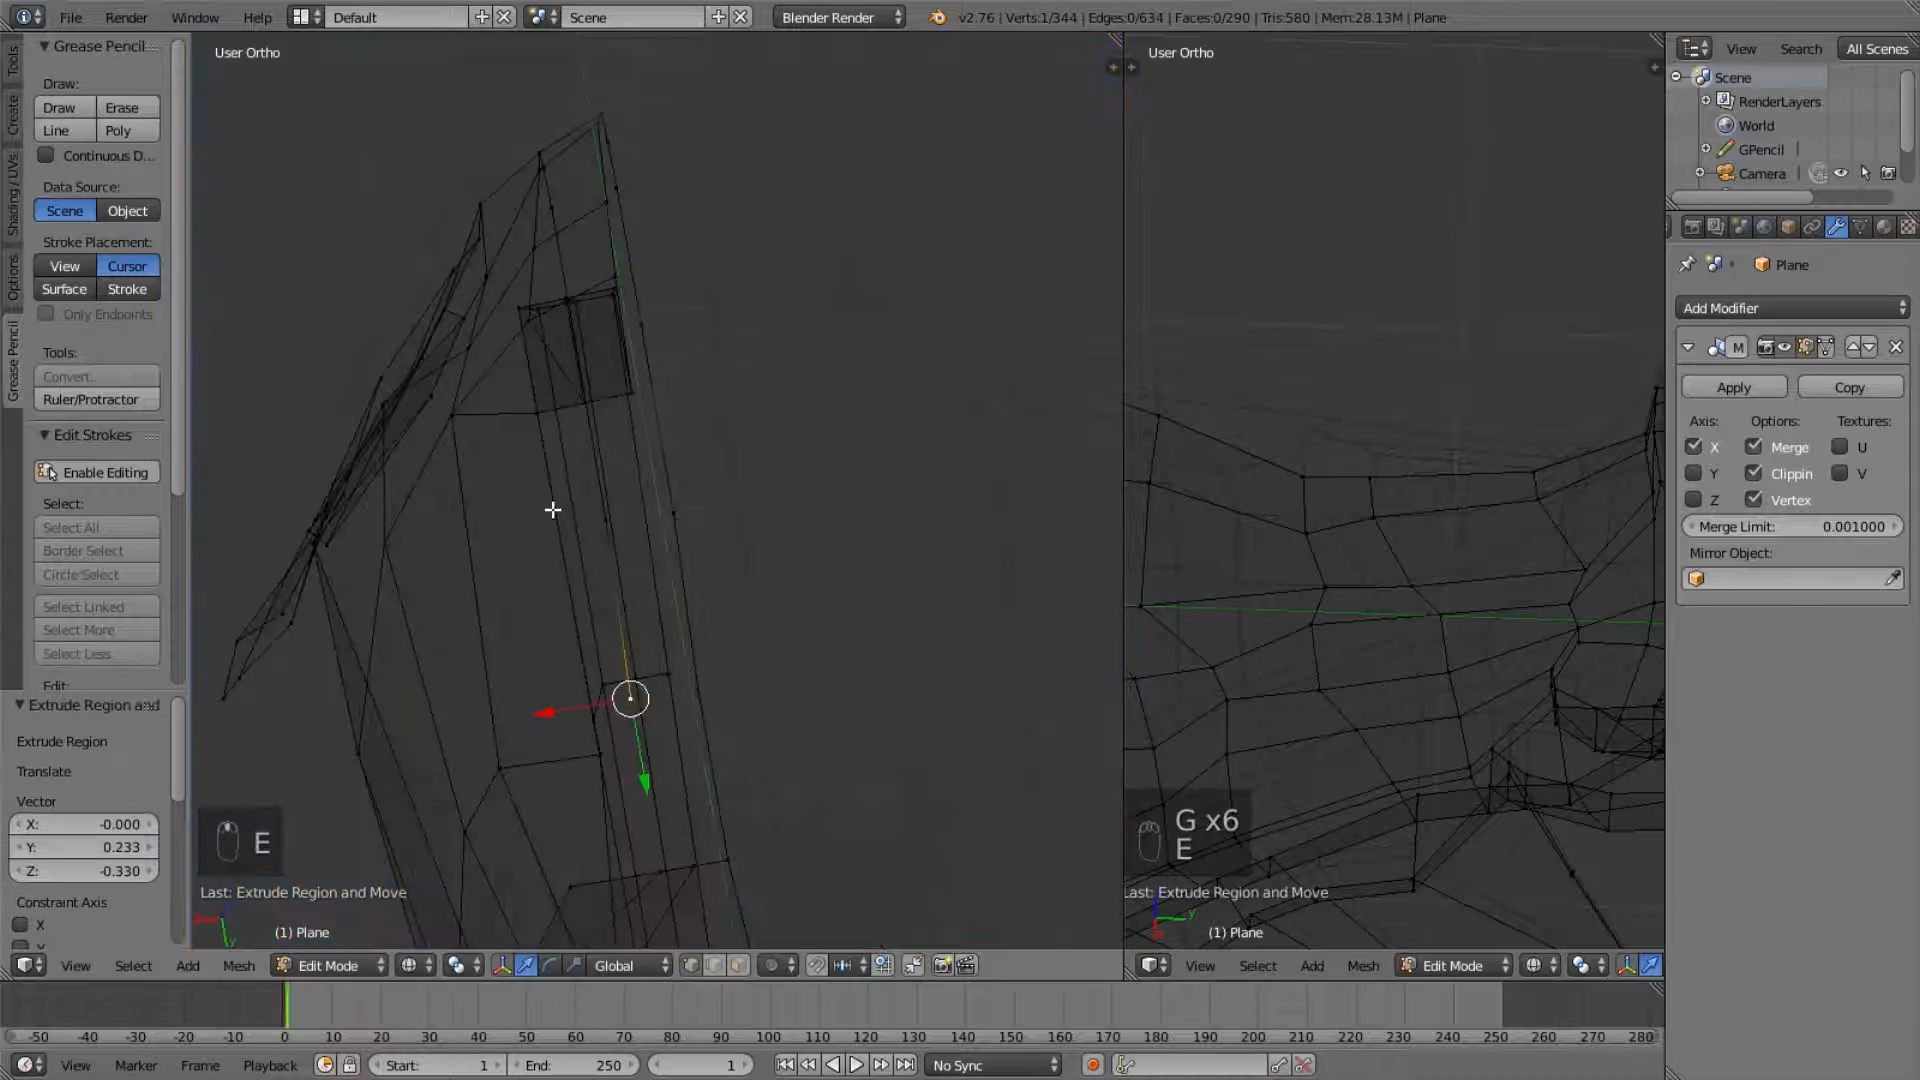 File Render Window Help Default Scene Blender Render v2.76 | Verts:1/344 | Edges:0/634 | Faces:0/290 | Tris:580 | Mem:28.13M | Plane
Tools
Create
Shading / UVs
Options
Grease Pencil
Grease Pencil
Draw:
Draw Erase
Line Poly
Continuous D...
Data Source:
Scene Object
Stroke Placement:
View Cursor
Surface Stroke
Only Endpoints
Tools:
Convert..
Ruler/Protractor
Edit Strokes
Enable Editing
Select:
Select All
Border Select
Circle Select
Select Linked
Select More
Select Less
Edit:
Extrude Region and
Extrude Region
Translate
Vector
X: -0.000
Y: 0.233
Z: -0.330
Constraint Axis
X
Y
User Ortho
E
Last: Extrude Region and Move
y
(1) Plane
View Select Add Mesh Edit Mode Global
User Ortho
G x6
E
Last: Extrude Region and Move
y
(1) Plane
View Select Add Mesh Edit Mode
View Search All Scenes
Scene
RenderLayers
World
GPencil
Camera
Plane
Add Modifier
M
Apply Copy
Axis: Options: Textures:
X Merge U
Y Clippin V
Z Vertex
Merge Limit: 0.001000
Mirror Object:
-50 -40 -30 -20 -10 0 10 20 30 40 50 60 70 80 90 100 110 120 130 140 150 160 170 180 190 200 210 220 230 240 250 260 270 280
View Marker Frame Playback Start: 1 End: 250 1 No Sync